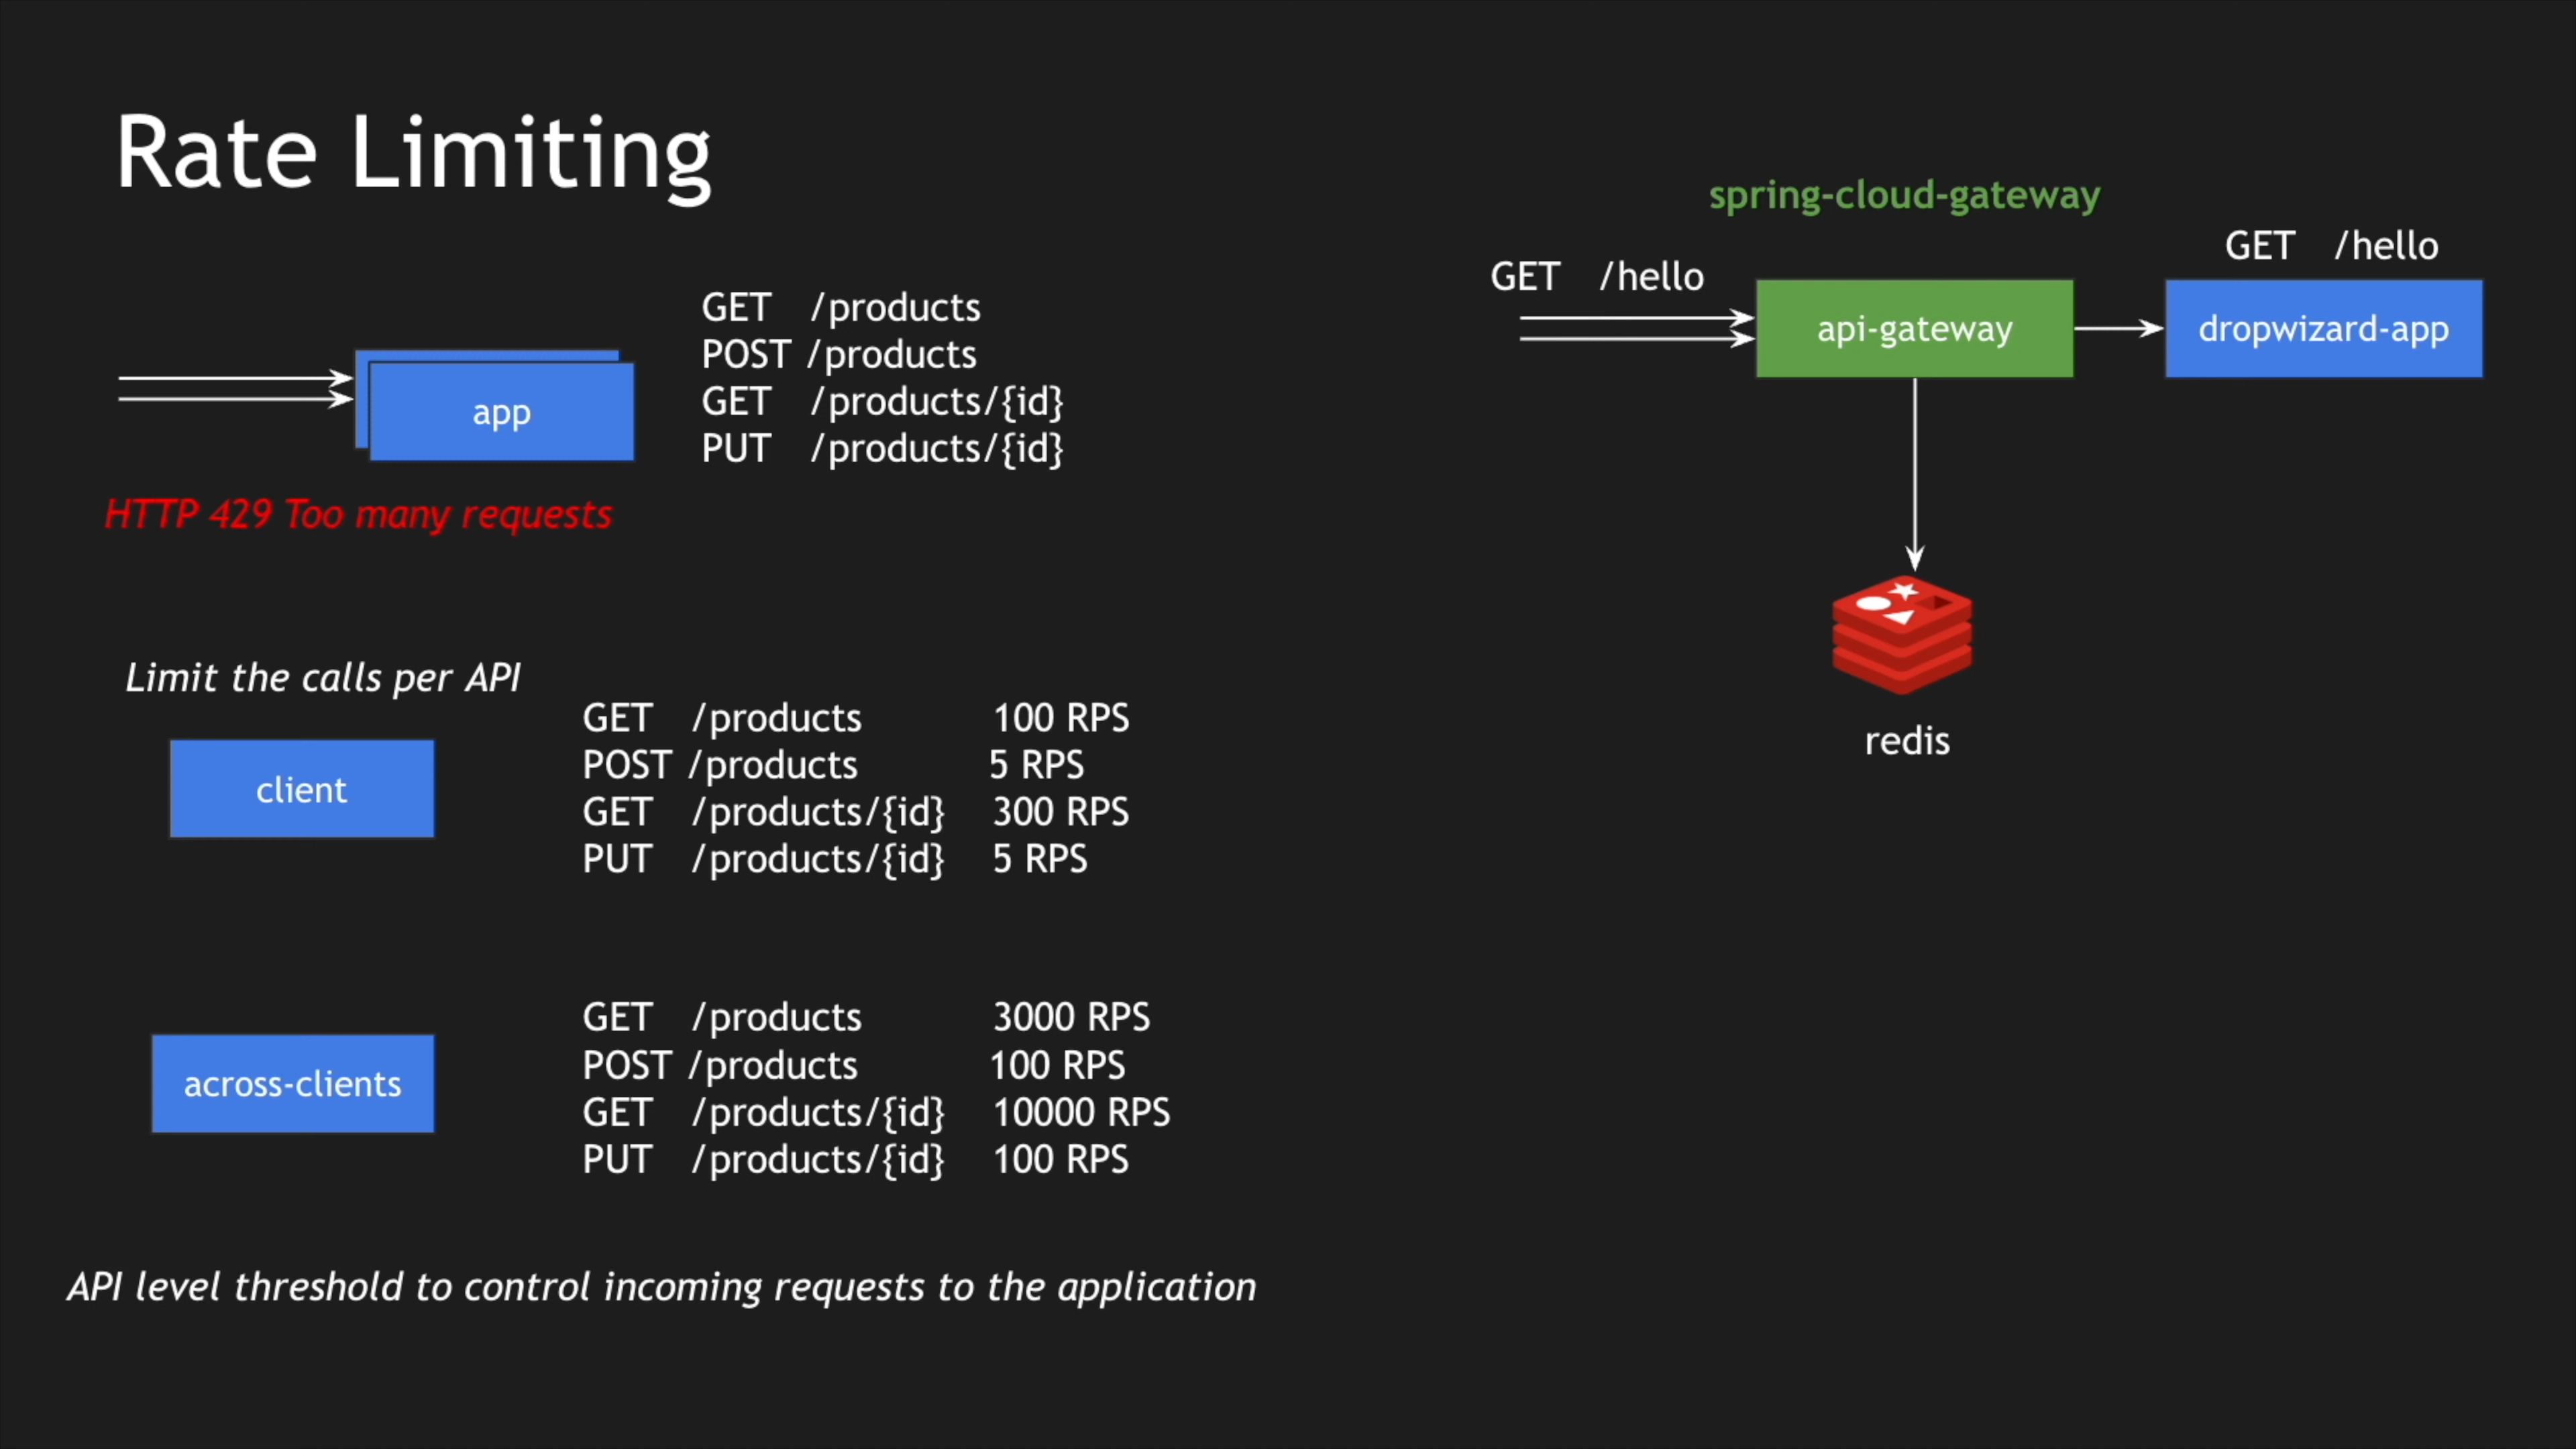 Rate Limiting
GET /products
POST /products
GET /products/{id}
PUT /products/{id}
app
HTTP 429 Too many requests
Limit the calls per API
client
GET /products 100 RPS
POST /products 5 RPS
GET /products/{id} 300 RPS
PUT /products/{id} 5 RPS
across-clients
GET /products 3000 RPS
POST /products 100 RPS
GET /products/{id} 10000 RPS
PUT /products/{id} 100 RPS
API level threshold to control incoming requests to the application
spring-cloud-gateway
GET /hello
api-gateway
GET /hello
dropwizard-app
redis